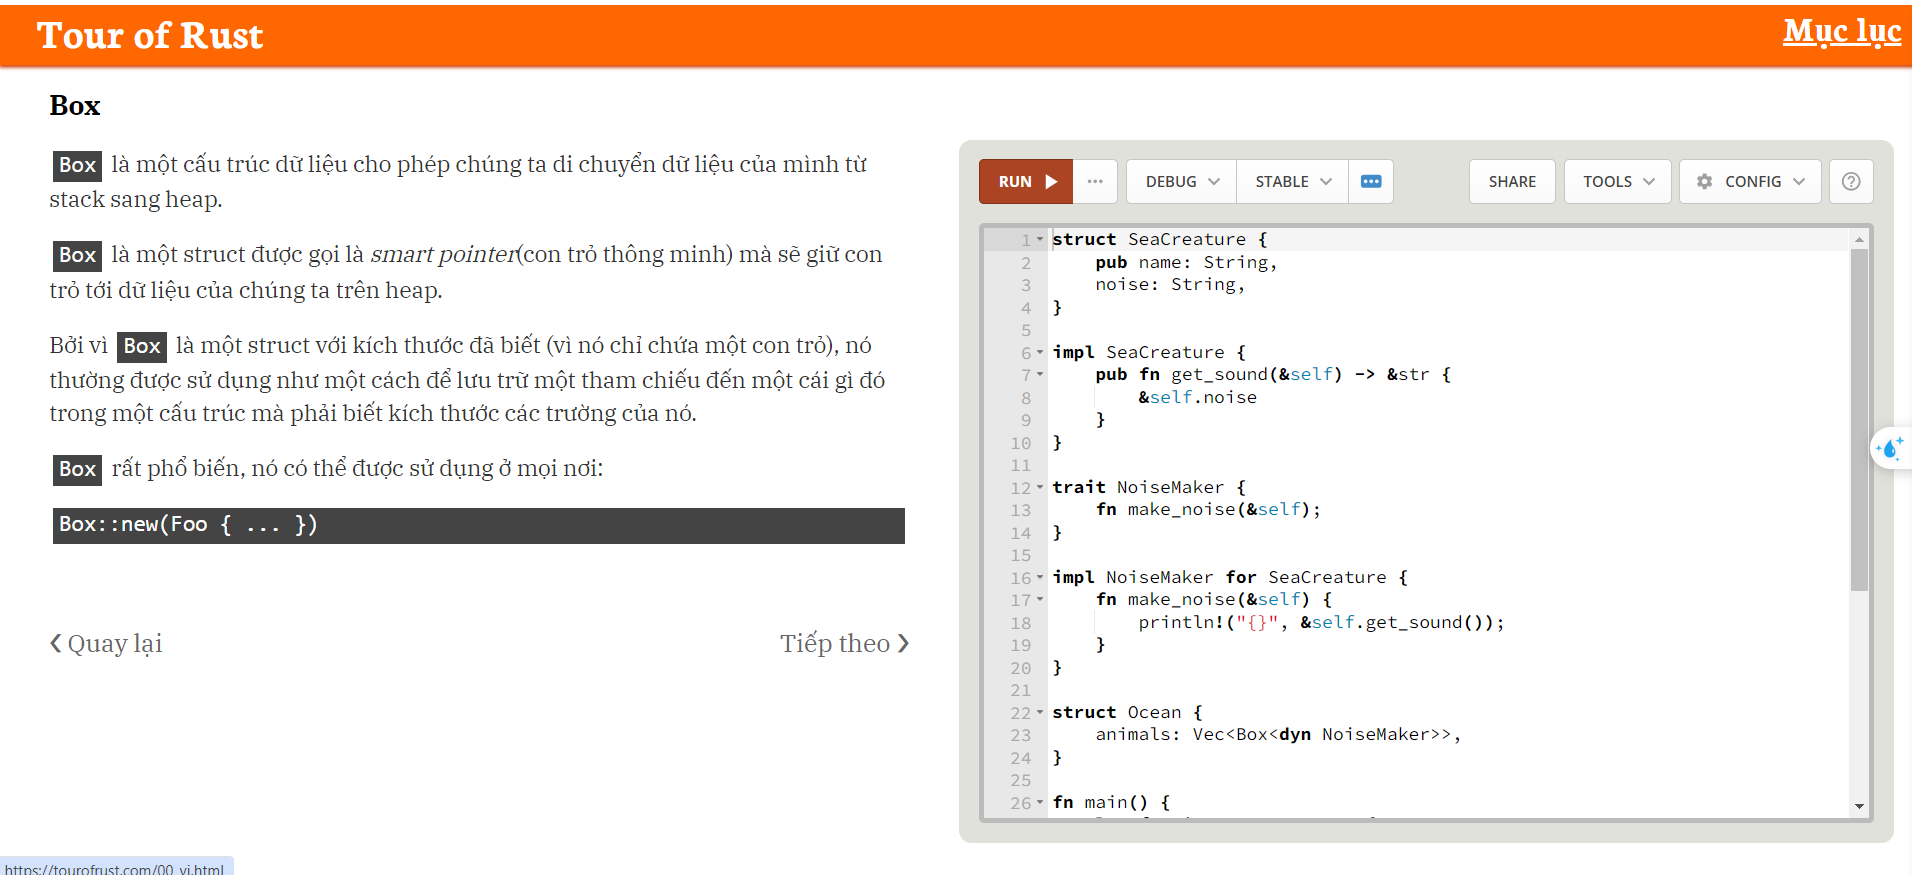 Tour of Rust
Mục lục
Box
Box là một cấu trúc dữ liệu cho phép chúng ta di chuyển dữ liệu của mình từ
stack sang heap.
Box là một struct được gọi là smart pointer(con trỏ thông minh) mà sẽ giữ con
trỏ tới dữ liệu của chúng ta trên heap.
Bởi vì Box là một struct với kích thước đã biết (vì nó chỉ chứa một con trỏ), nó
thường được sử dụng như một cách để lưu trữ một tham chiếu đến một cái gì đó
trong một cấu trúc mà phải biết kích thước các trường của nó.
Box rất phổ biến, nó có thể được sử dụng ở mọi nơi:
Box::new(Foo { ... })
Quay lại
Tiếp theo
RUN ... DEBUG STABLE ... SHARE TOOLS CONFIG ?
1 struct SeaCreature {
2     pub name: String,
3     noise: String,
4 }
5
6 impl SeaCreature {
7     pub fn get_sound(&self) -> &str {
8         &self.noise
9     }
10 }
11
12 trait NoiseMaker {
13     fn make_noise(&self);
14 }
15
16 impl NoiseMaker for SeaCreature {
17     fn make_noise(&self) {
18         println!("{}", &self.get_sound());
19     }
20 }
21
22 struct Ocean {
23     animals: Vec<Box<dyn NoiseMaker>>,
24 }
25
26 fn main() {
https://tourofrust.com/00_vi.html